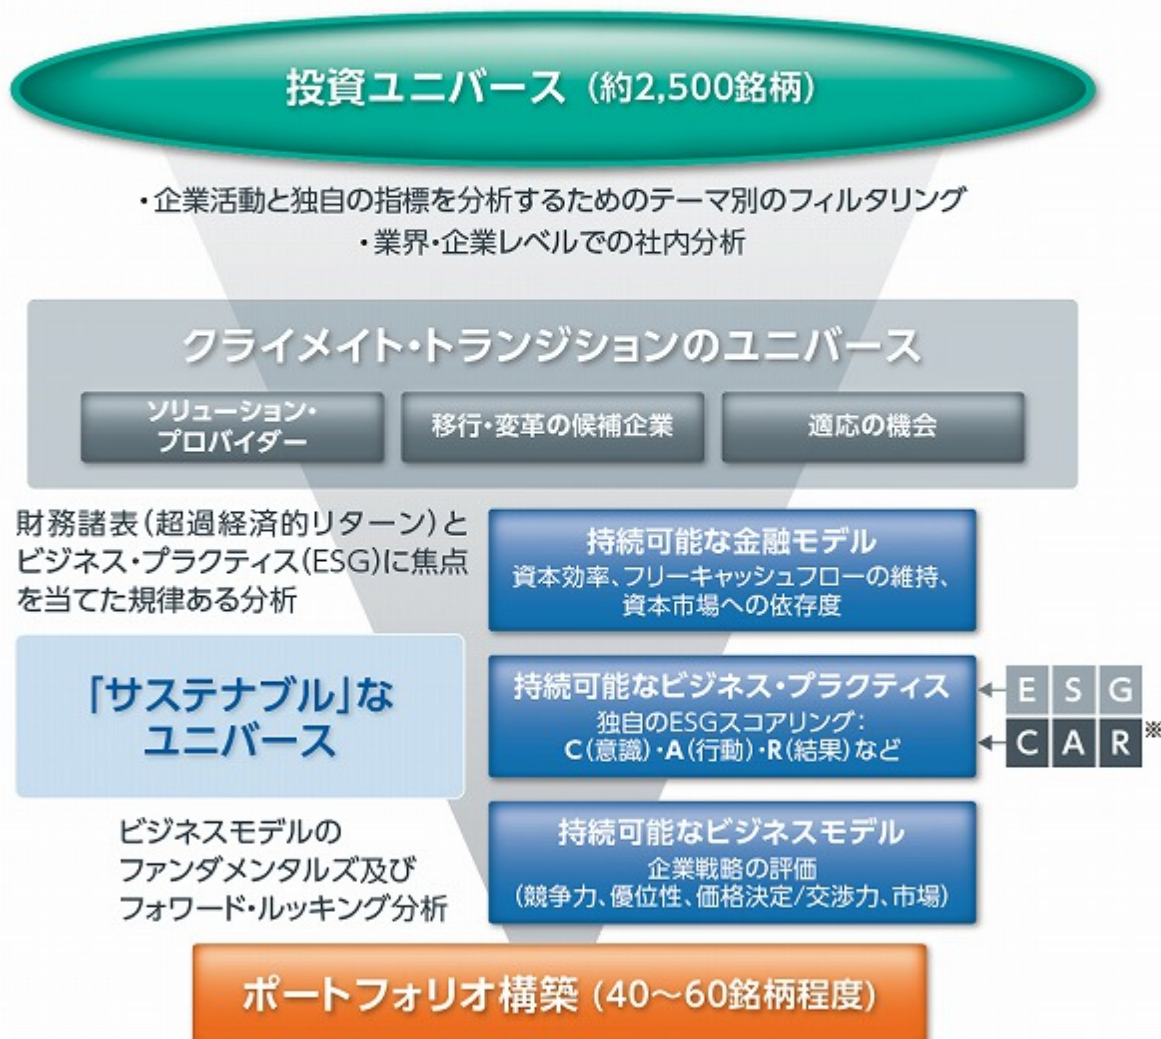 投資ユニバース (約2,500銘柄)
・企業活動と独自の指標を分析するためのテーマ別のフィルタリング
・業界・企業レベルでの社内分析
クライメイト・トランジションのユニバース
ソリューション・
プロバイダー
移行・変革の候補企業
適応の機会
財務諸表(超過経済的リターン)と
ビジネス・プラクティス(ESG)に焦点
を当てた規律ある分析
持続可能な金融モデル
資本効率、フリーキャッシュフローの維持、
資本市場への依存度
「サステナブル」な
ユニバース
持続可能なビジネス・プラクティス
独自のESGスコアリング:
C(意識)・A(行動)・R(結果)など
E S G
C A R ※
ビジネスモデルの
ファンダメンタルズ及び
フォワード・ルッキング分析
持続可能なビジネスモデル
企業戦略の評価
(競争力、優位性、価格決定/交渉力、市場)
ポートフォリオ構築 (40〜60銘柄程度)